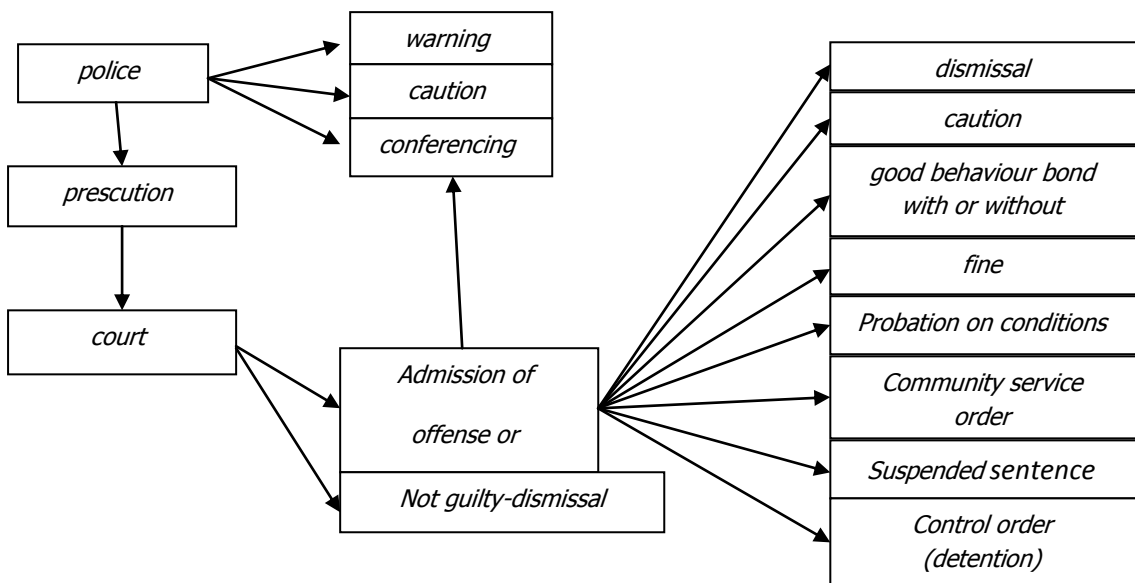 police
prescution
court
warning
caution
conferencing
Admission of
offense or
Not guilty-dismissal
dismissal
caution
good behaviour bond
with or without
fine
Probation on conditions
Community service
order
Suspended sentence
Control order
(detention)